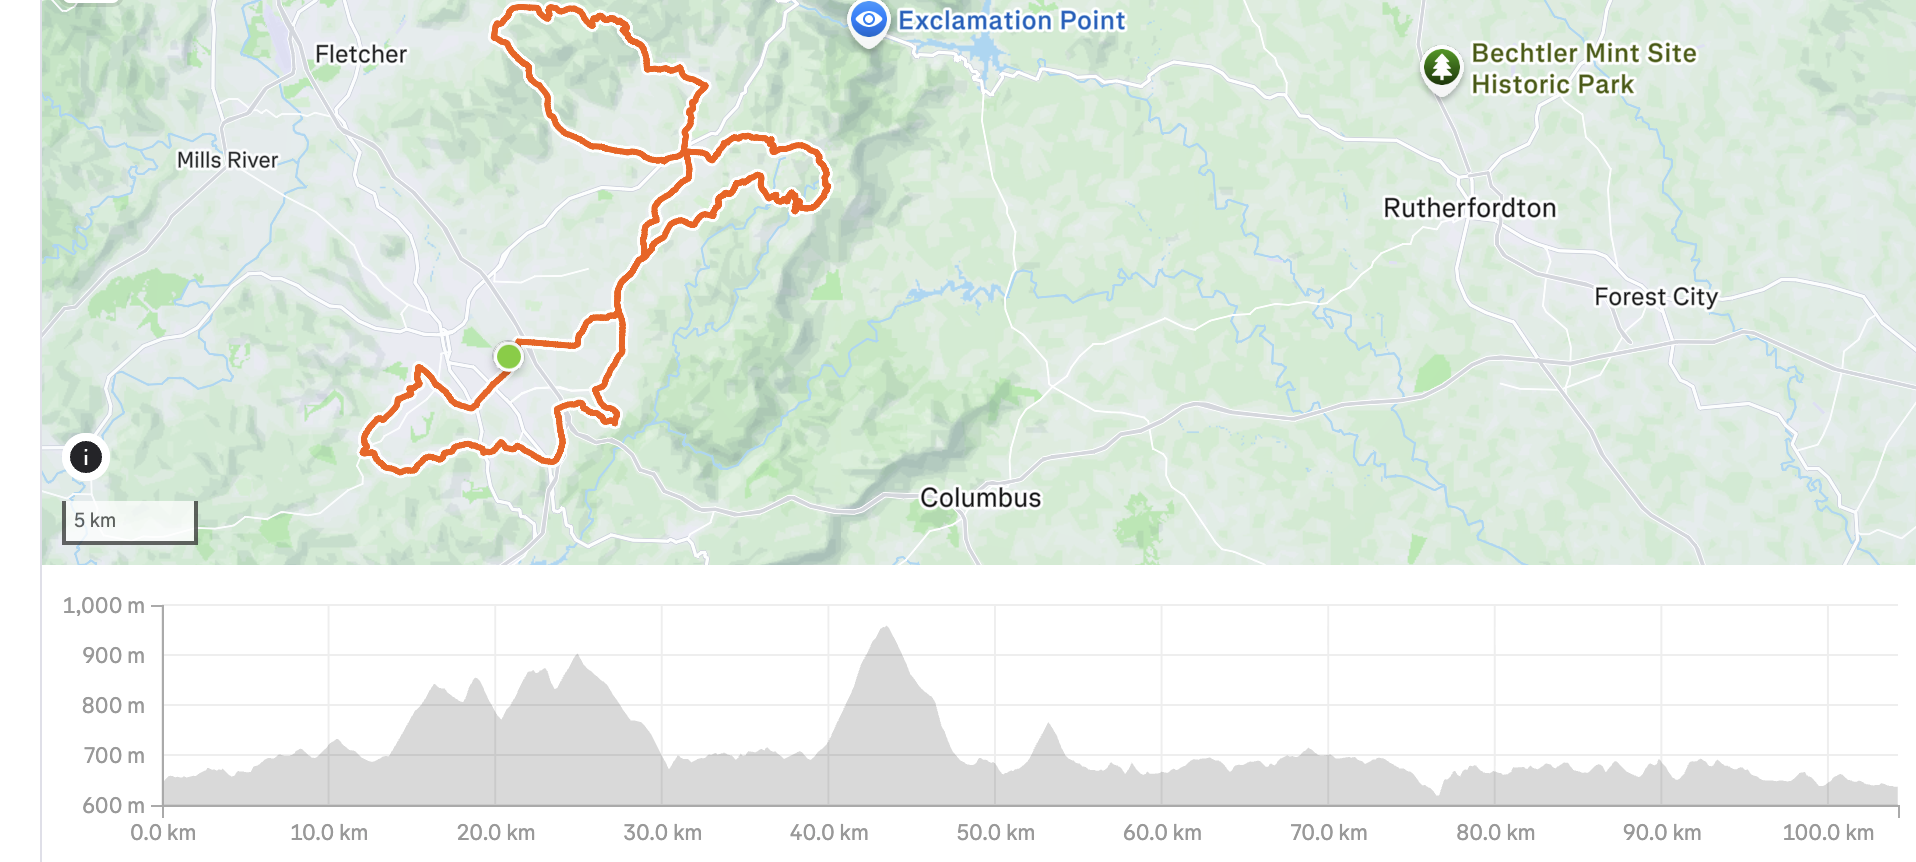 Exclamation Point
Fletcher
Bechtler Mint Site
Historic Park
Mills River
Rutherfordton
Forest City
i
Columbus
5 km
1,000 m
900 m
800 m
700 m
600 m
0.0 km 10.0 km 20.0 km 30.0 km 40.0 km 50.0 km 60.0 km 70.0 km 80.0 km 90.0 km 100.0 km